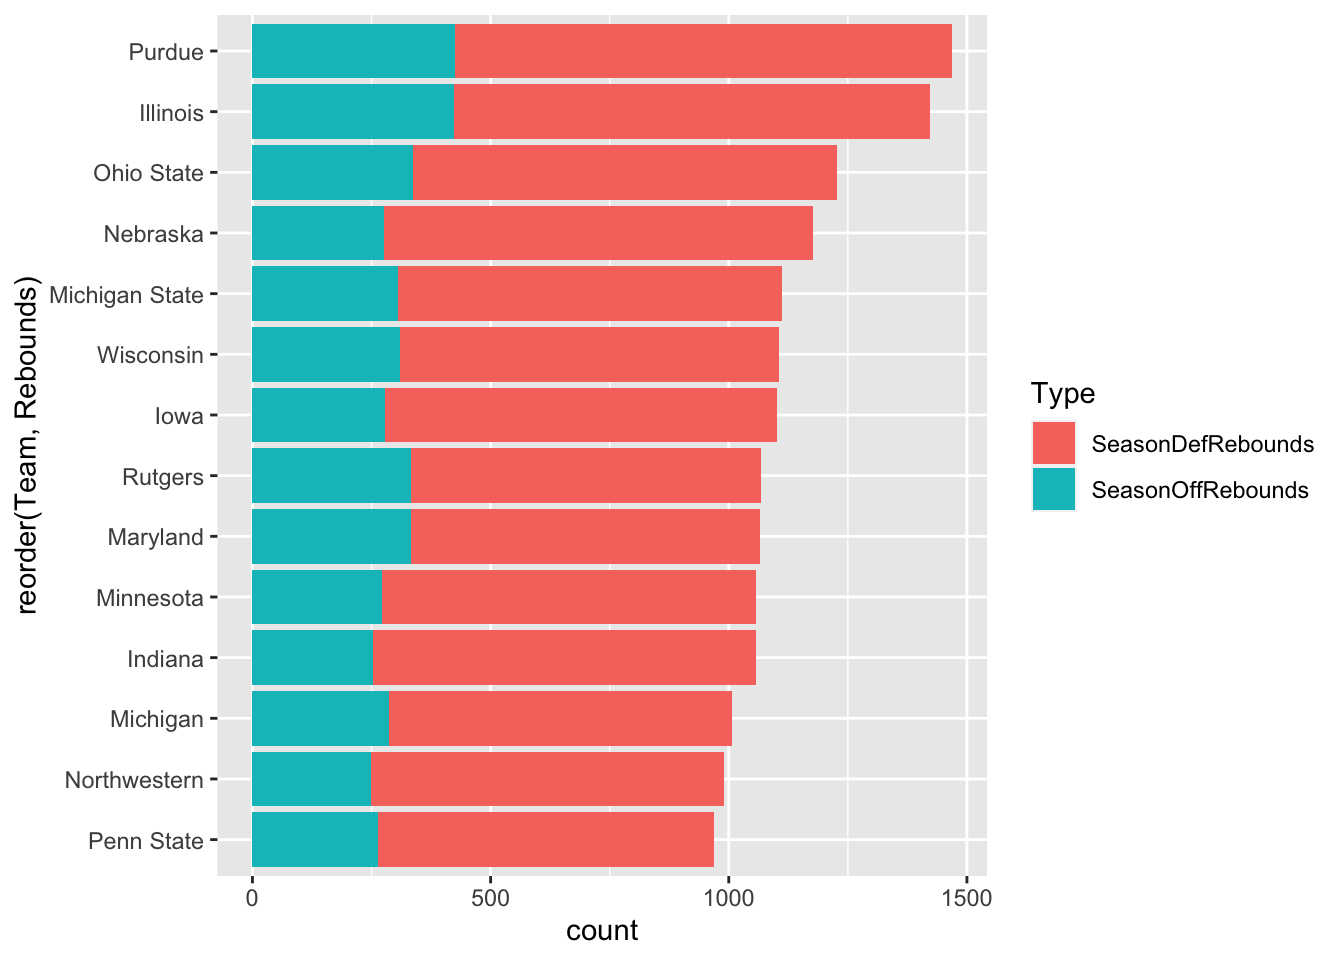 Purdue
Illinois
Ohio State
Nebraska
Michigan State
Wisconsin
Iowa
Rutgers
Maryland
Minnesota
Indiana
Michigan
Northwestern
Penn State
reorder(Team, Rebounds)
0 500 1000 1500
count
Type
SeasonDefRebounds
SeasonOffRebounds